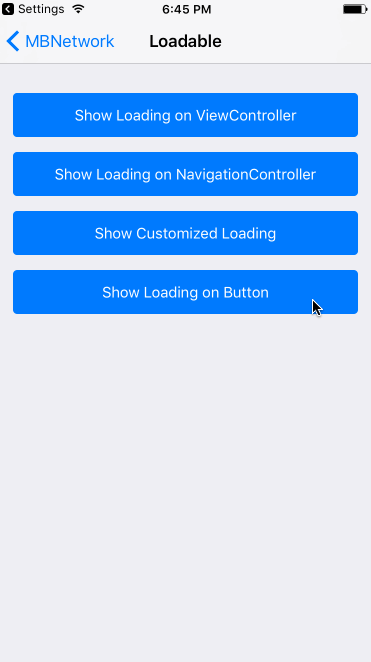 Settings 6:45 PM
MBNetwork Loadable
Show Loading on ViewController
Show Loading on NavigationController
Show Customized Loading
Show Loading on Button